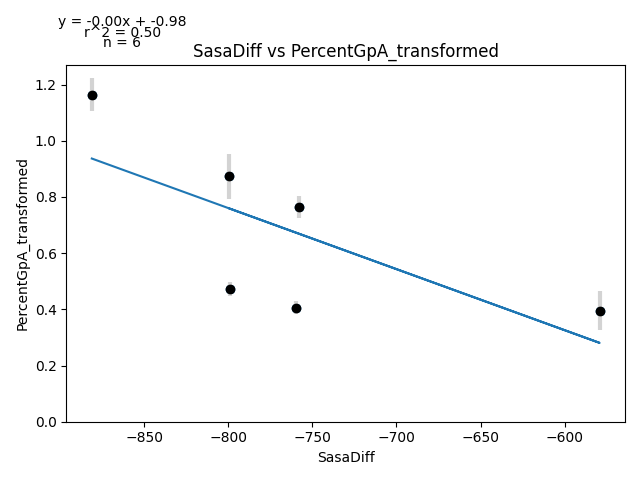 y = -0.00x + -0.98
r^2 = 0.50
n = 6
SasaDiff vs PercentGpA_transformed
PercentGpA_transformed
1.2
1.0
0.8
0.6
0.4
0.2
0.0
−850
−800
−750
−700
−650
−600
SasaDiff